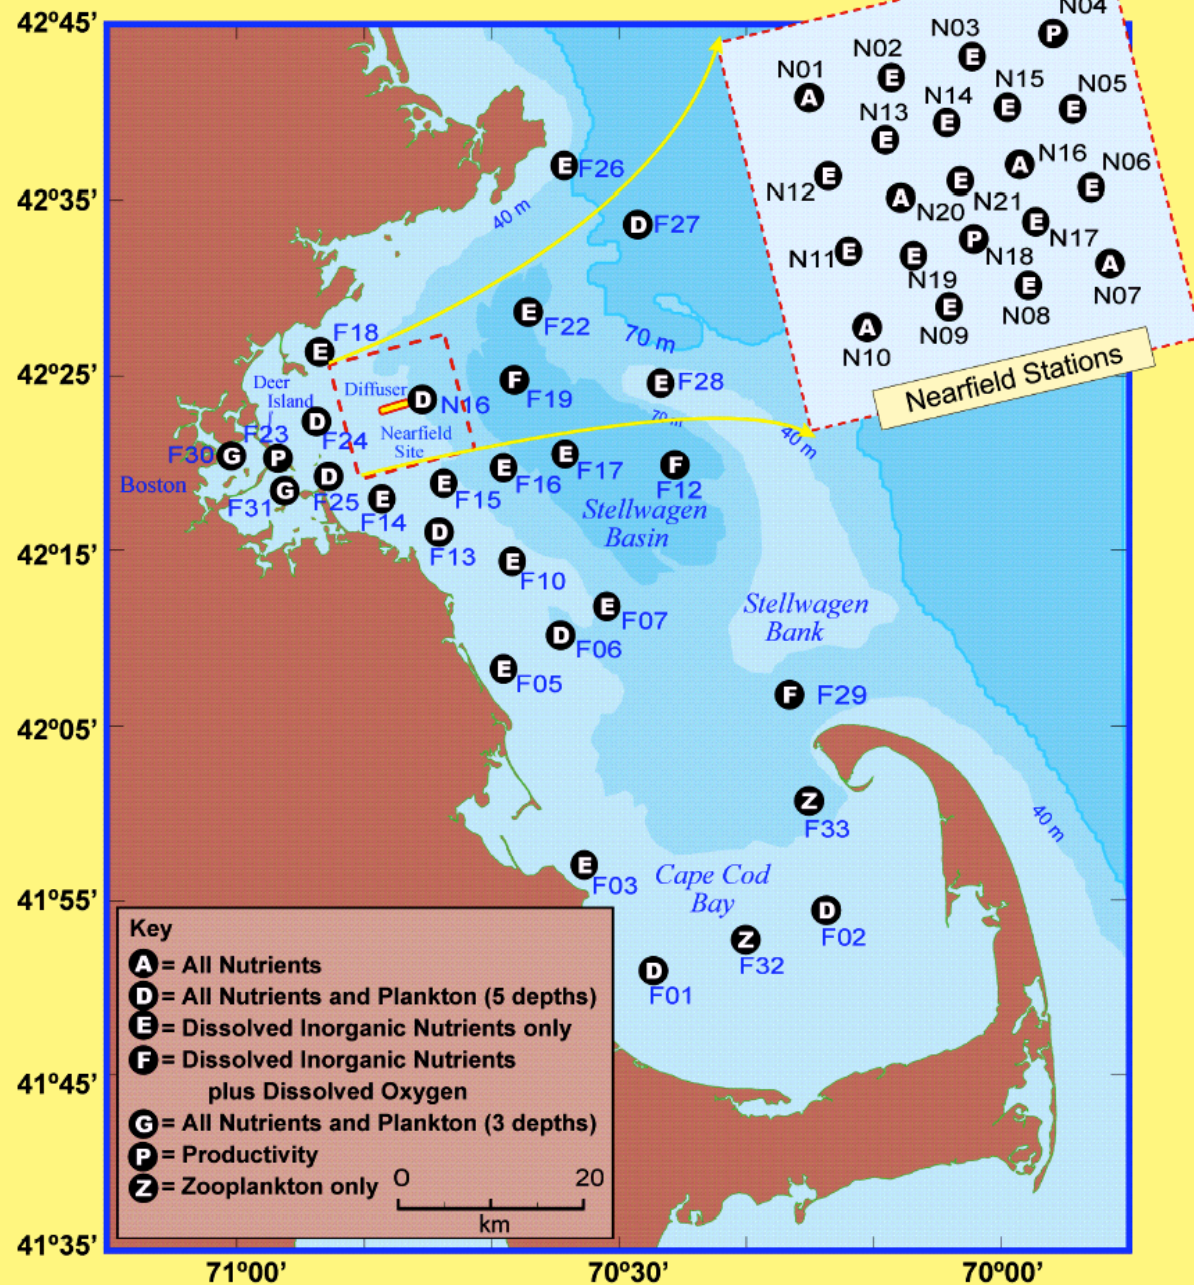 42°45'
42°35'
42°25'
42°15'
42°05'
41°55'
41°45'
41°35'
71°00'
70°30'
70°00'
N04
P
N03
E
N02
E
N01
A
N15
E
N05
E
N14
E
N13
E
N16
A
N06
E
N12
E
N20
A
N21
E
N17
E
N18
P
N11
E
N19
E
N07
A
N08
E
N09
E
N10
A
Nearfield Stations
E F26
40 m
D F27
E F22
70 m
F18
E
F F19
E F28
70 m
40 m
Deer
Island
Diffuser
D N16
Nearfield
Site
D F24
F23
P
F30 G
Boston
G
F31
D
F25
E
F14
E
F15
E
F16
E
F17
F
F12
Stellwagen
Basin
D
F13
E
F10
E
F07
D
F06
E
F05
Stellwagen
Bank
F F29
Z
F33
40 m
E
F03
Cape Cod
Bay
D
F02
Z
F32
D
F01
Key
A = All Nutrients
D = All Nutrients and Plankton (5 depths)
E = Dissolved Inorganic Nutrients only
F = Dissolved Inorganic Nutrients
plus Dissolved Oxygen
G = All Nutrients and Plankton (3 depths)
P = Productivity
Z = Zooplankton only
0 20
km